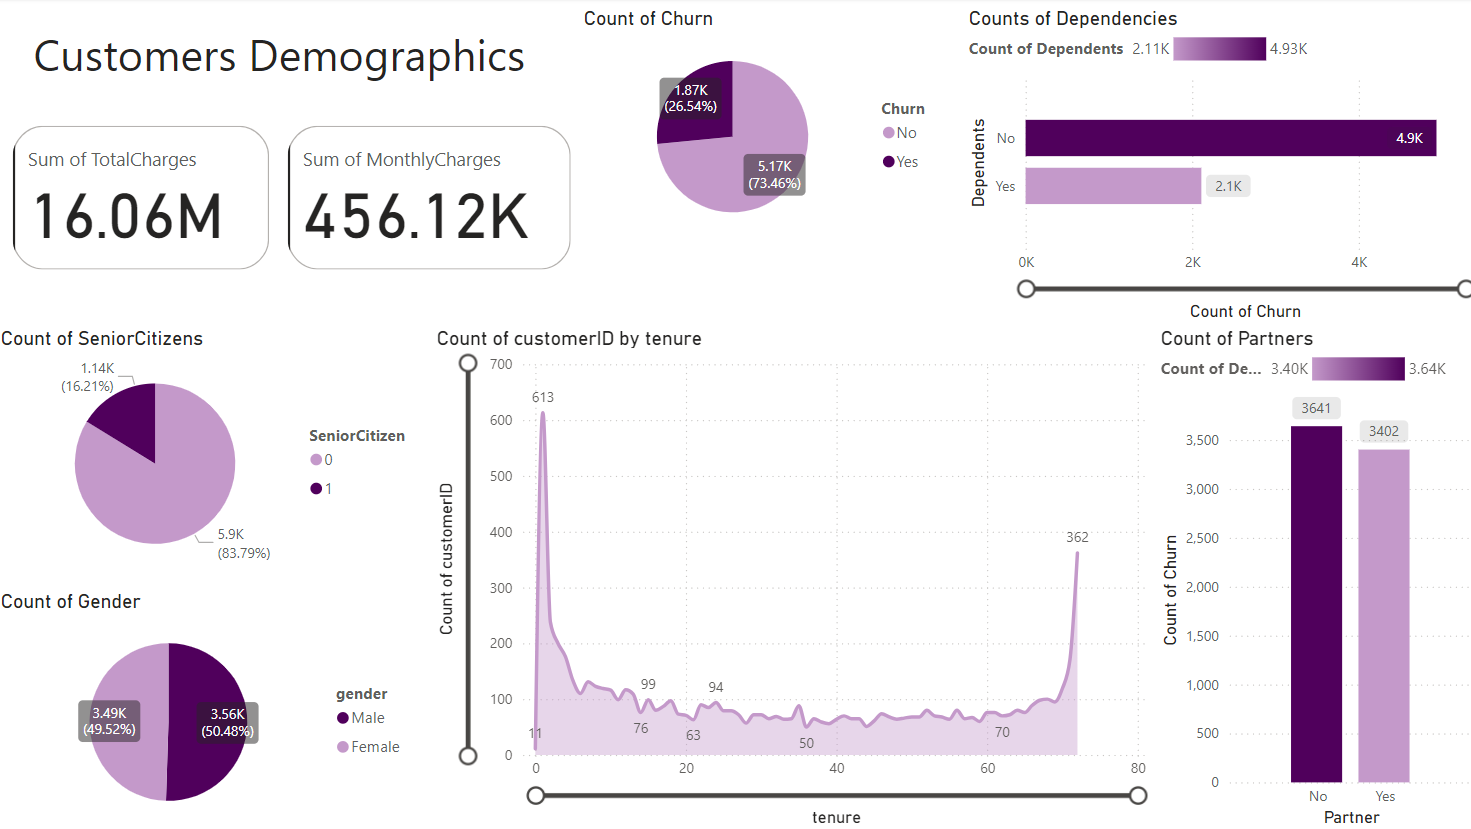 Customers Demographics
Sum of TotalCharges
16.06M
Sum of MonthlyCharges
456.12K
Count of Churn
1.87K
(26.54%)
5.17K
(73.46%)
Churn
No
Yes
Counts of Dependencies
Count of Dependents 2.11K 4.93K
Dependents
No
4.9K
Yes
2.1K
0K 2K 4K
Count of Churn
Count of SeniorCitizens
1.14K
(16.21%)
5.9K
(83.79%)
SeniorCitizen
0
1
Count of Gender
3.49K
(49.52%)
3.56K
(50.48%)
gender
Male
Female
Count of customerID by tenure
Count of customerID
700
600
500
400
300
200
100
0
613
362
99
94
76
63
50
70
11
0 20 40 60 80
tenure
Count of Partners
Count of De... 3.40K 3.64K
Count of Churn
3641
3402
3,500
3,000
2,500
2,000
1,500
1,000
500
0
No Yes
Partner